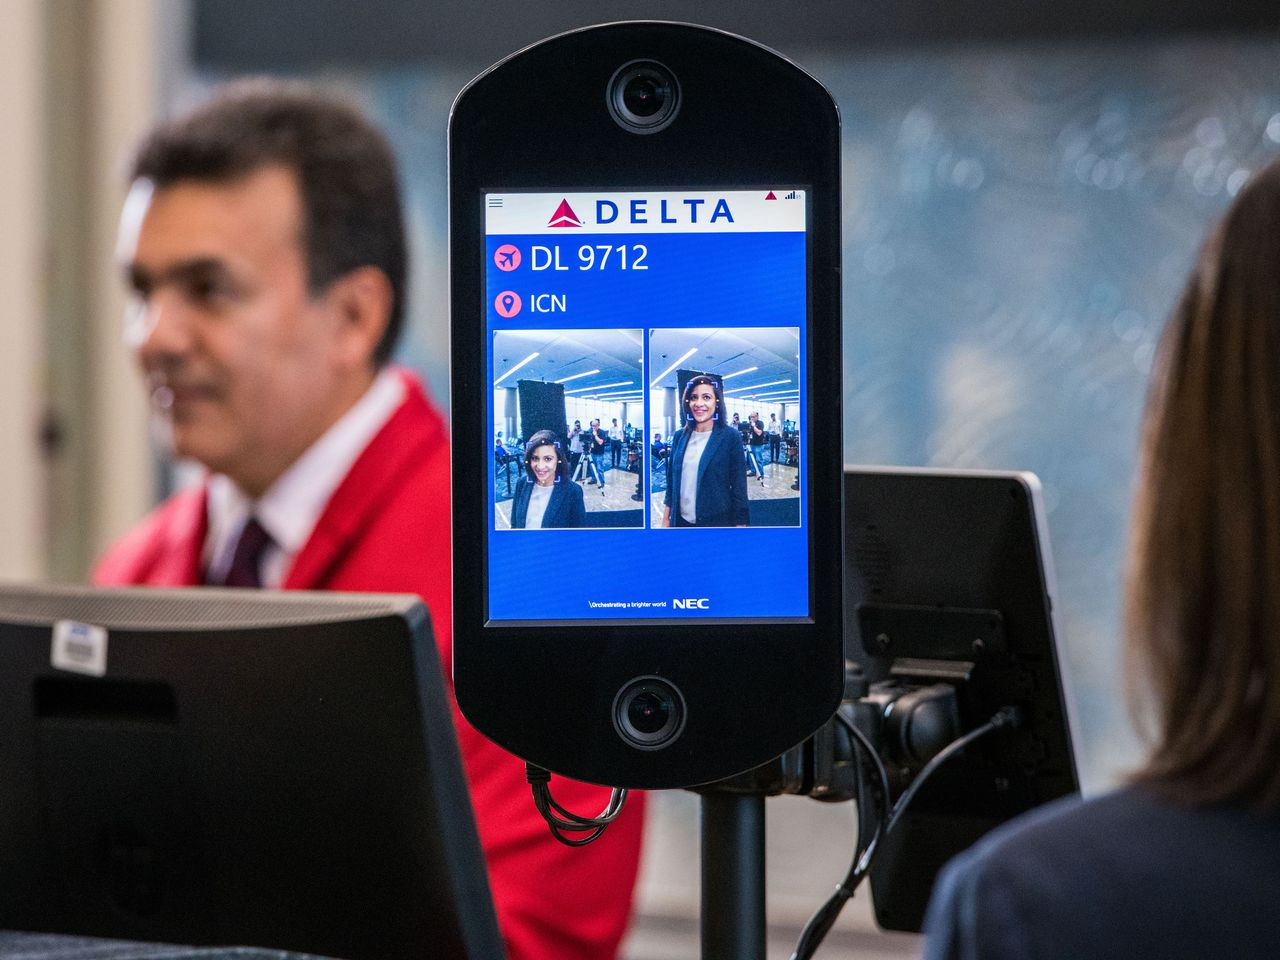 DELTA
DL 9712
ICN
\Orchestrating a brighter world NEC